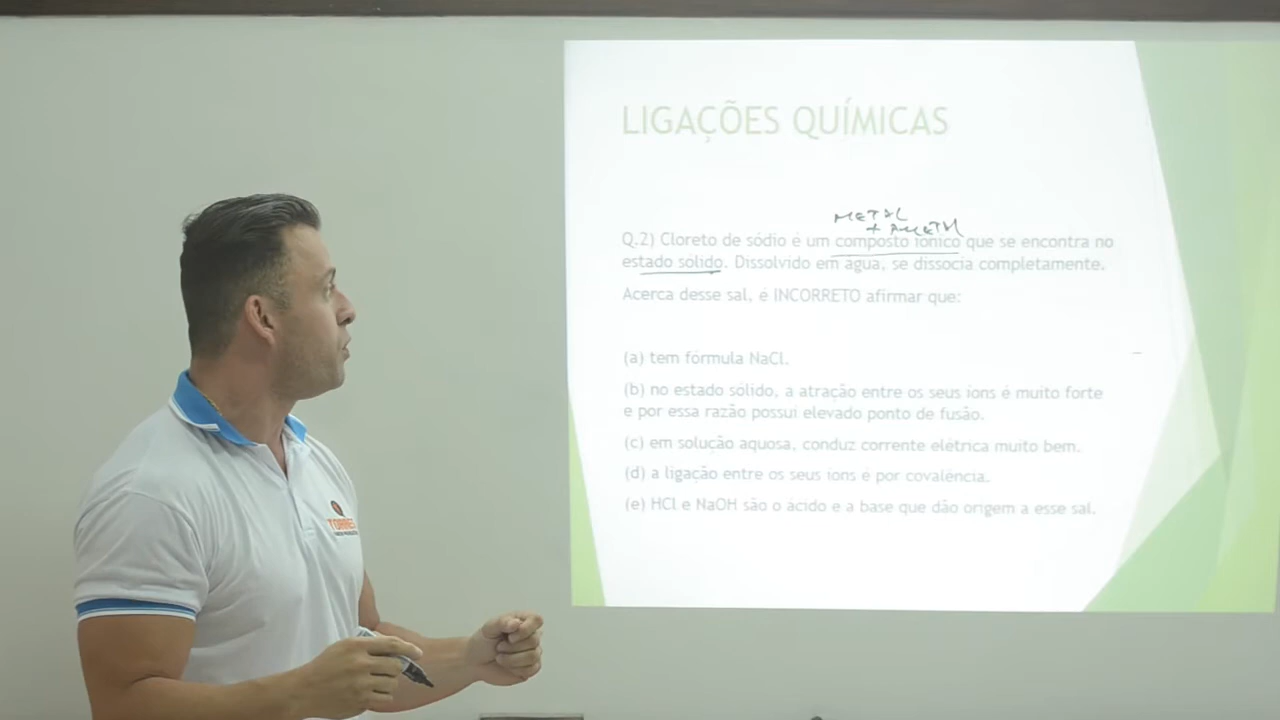 LIGAÇÕES QUÍMICAS
METAL
+ AMETAL
Q.2) Cloreto de sódio é um composto iônico que se encontra no
estado sólido. Dissolvido em água, se dissocia completamente.
Acerca desse sal, é INCORRETO afirmar que:
(a) tem fórmula NaCl.
(b) no estado sólido, a atração entre os seus íons é muito forte
e por essa razão possui elevado ponto de fusão.
(c) em solução aquosa, conduz corrente elétrica muito bem.
(d) a ligação entre os seus íons é por covalência.
(e) HCl e NaOH são o ácido e a base que dão origem a esse sal.
TORRES